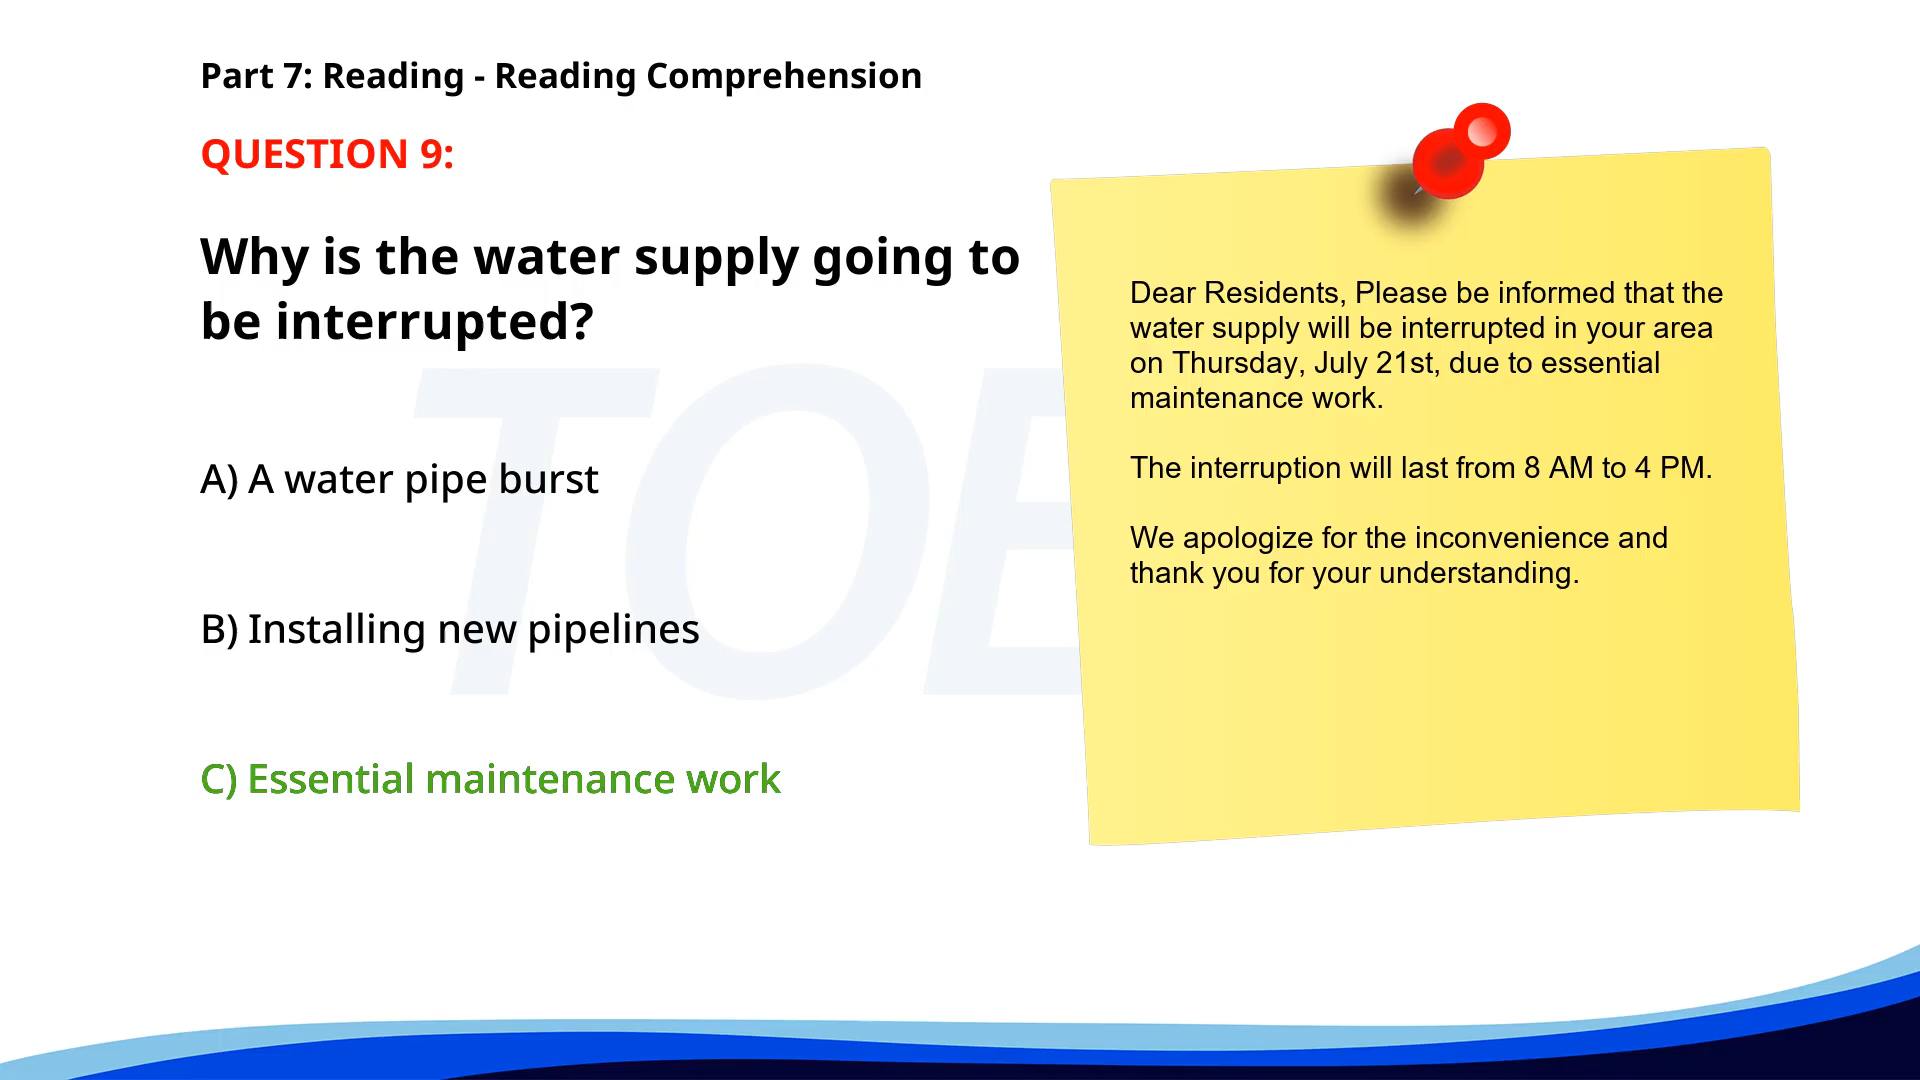 Part 7: Reading - Reading Comprehension
QUESTION 9:
Why is the water supply going to
be interrupted?
A) A water pipe burst
B) Installing new pipelines
C) Essential maintenance work
Dear Residents, Please be informed that the
water supply will be interrupted in your area
on Thursday, July 21st, due to essential
maintenance work.
The interruption will last from 8 AM to 4 PM.
We apologize for the inconvenience and
thank you for your understanding.
TOE